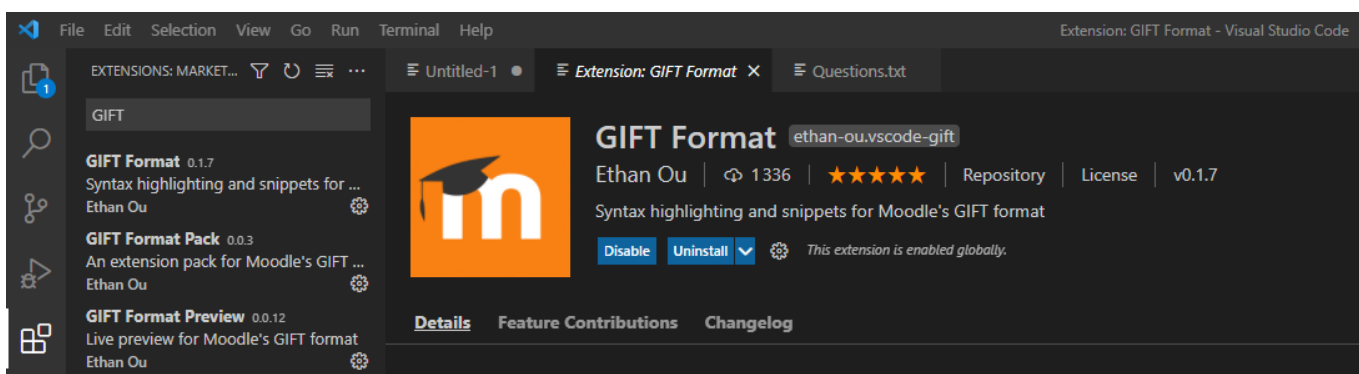 File Edit Selection View Go Run Terminal Help
Extension: GIFT Format - Visual Studio Code
1
EXTENSIONS: MARKET... 
GIFT
GIFT Format 0.1.7
Syntax highlighting and snippets for ...
Ethan Ou
GIFT Format Pack 0.0.3
An extension pack for Moodle's GIFT ...
Ethan Ou
GIFT Format Preview 0.0.12
Live preview for Moodle's GIFT format
Ethan Ou
Untitled-1
Extension: GIFT Format
Questions.txt
m
GIFT Format ethan-ou.vscode-gift
Ethan Ou | 1336 | ★★★★★ | Repository | License | v0.1.7
Syntax highlighting and snippets for Moodle's GIFT format
Disable Uninstall This extension is enabled globally.
Details Feature Contributions Changelog